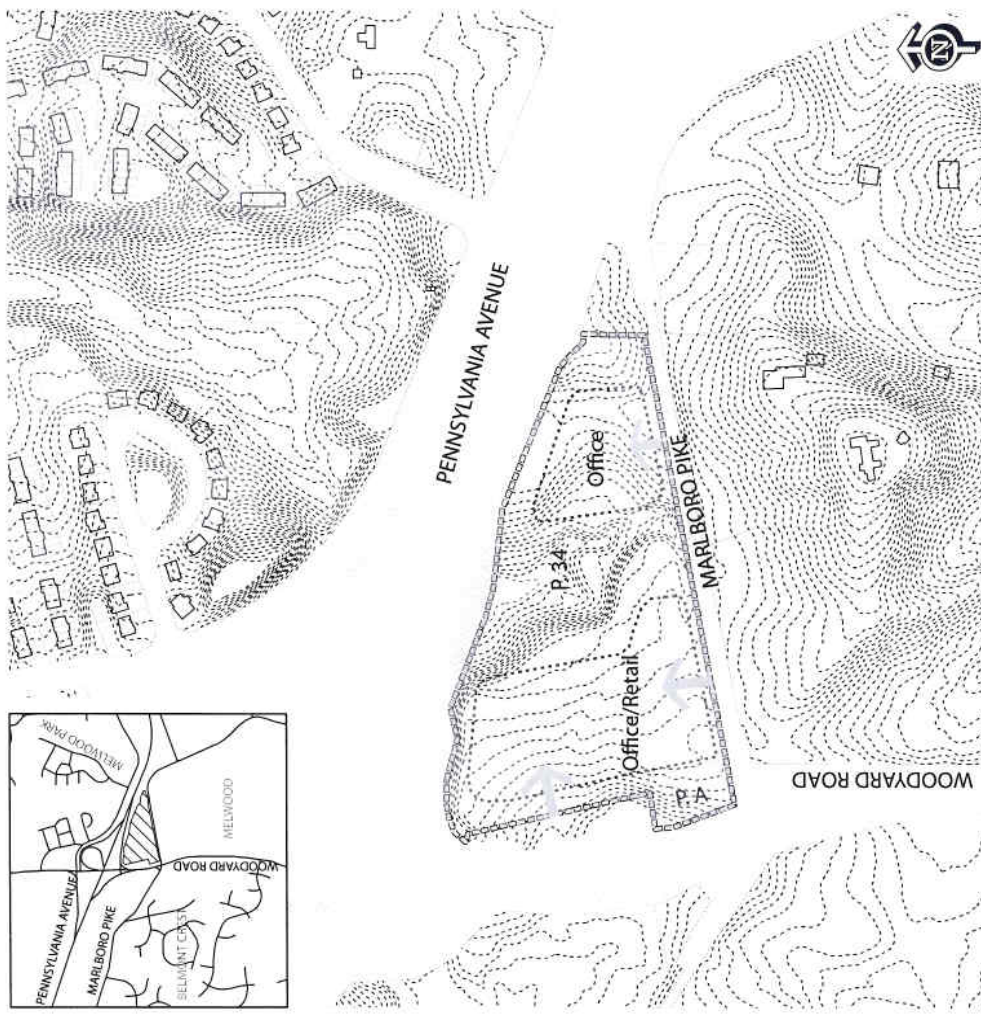 N
PENNSYLVANIA AVENUE
Office
MARLBORO PIKE
P. 34
Office/Retail
P. A
WOODYARD ROAD
MELWOOD PARK
MELWOOD
WOODYARD ROAD
PENNSYLVANIA AVENUE
MARLBORO PIKE
BELMONT CREST